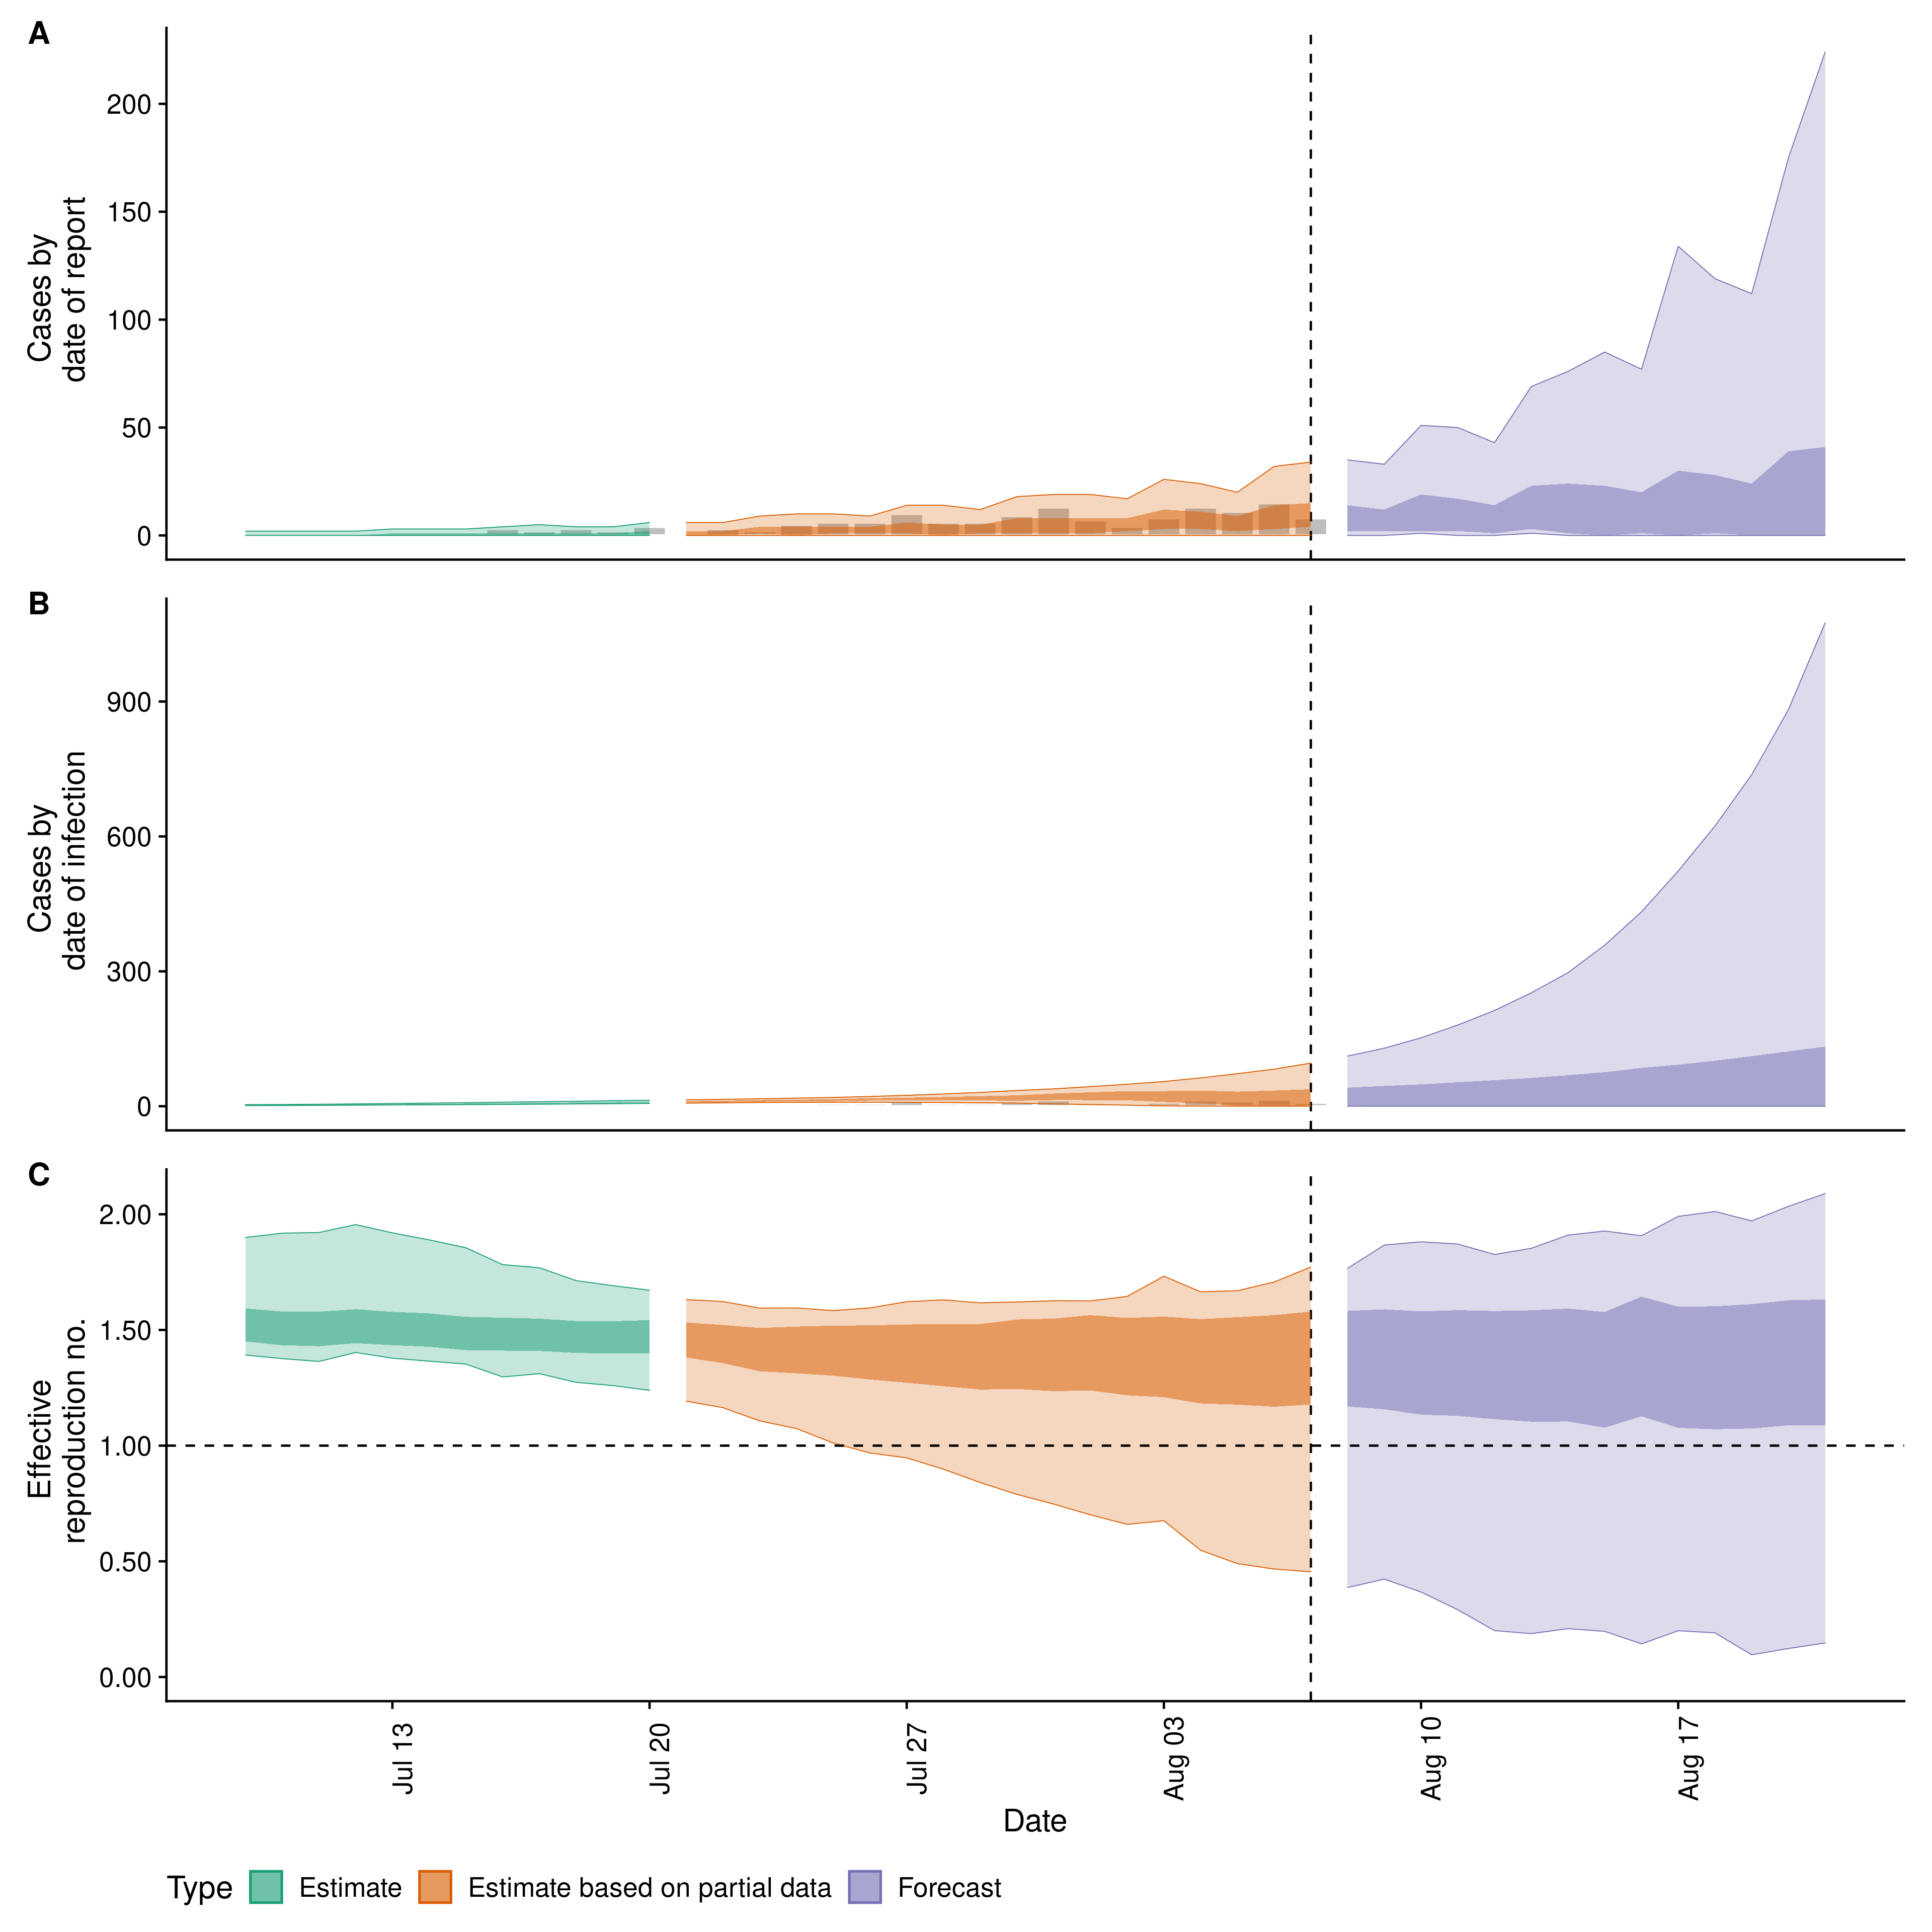 A
Cases by
date of report
200
150
100
50
0
B
Cases by
date of infection
900
600
300
0
C
Effective
reproduction no.
2.00
1.50
1.00
0.50
0.00
Jul 13
Jul 20
Jul 27
Aug 03
Aug 10
Aug 17
Date
Type Estimate Estimate based on partial data Forecast